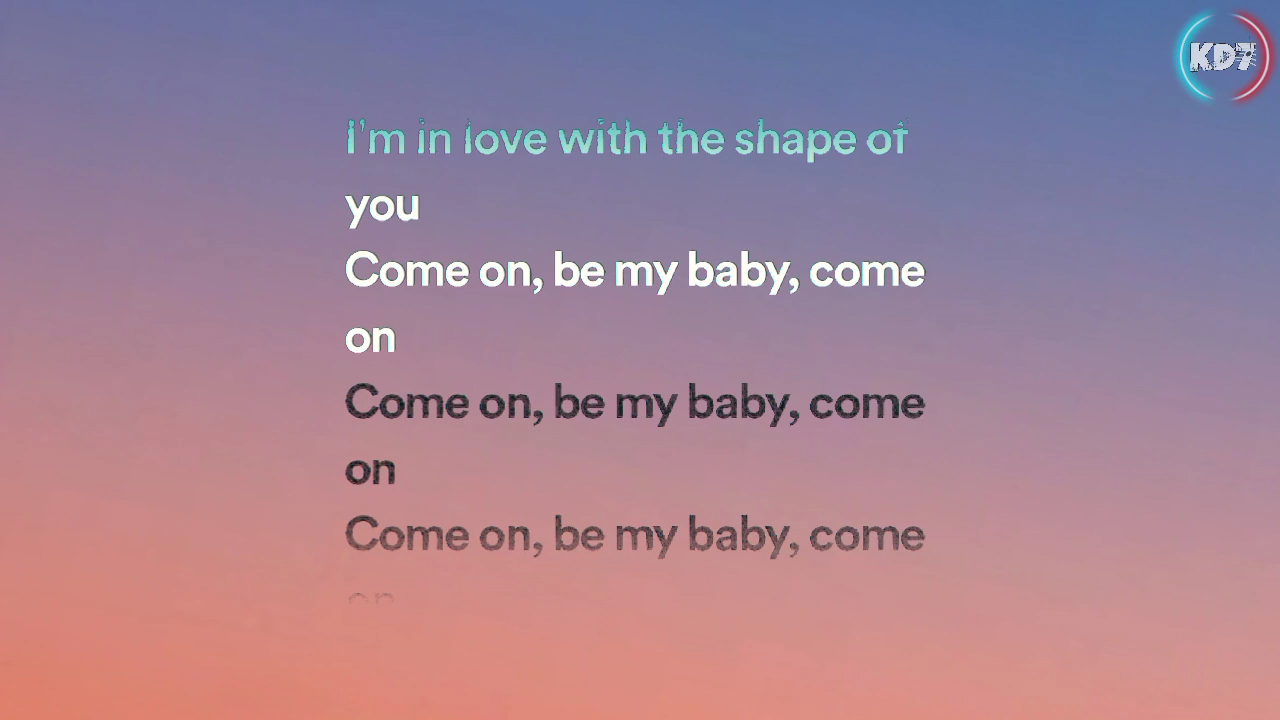 KD7
I'm in love with the shape of
you
Come on, be my baby, come
on
Come on, be my baby, come
on
Come on, be my baby, come
on